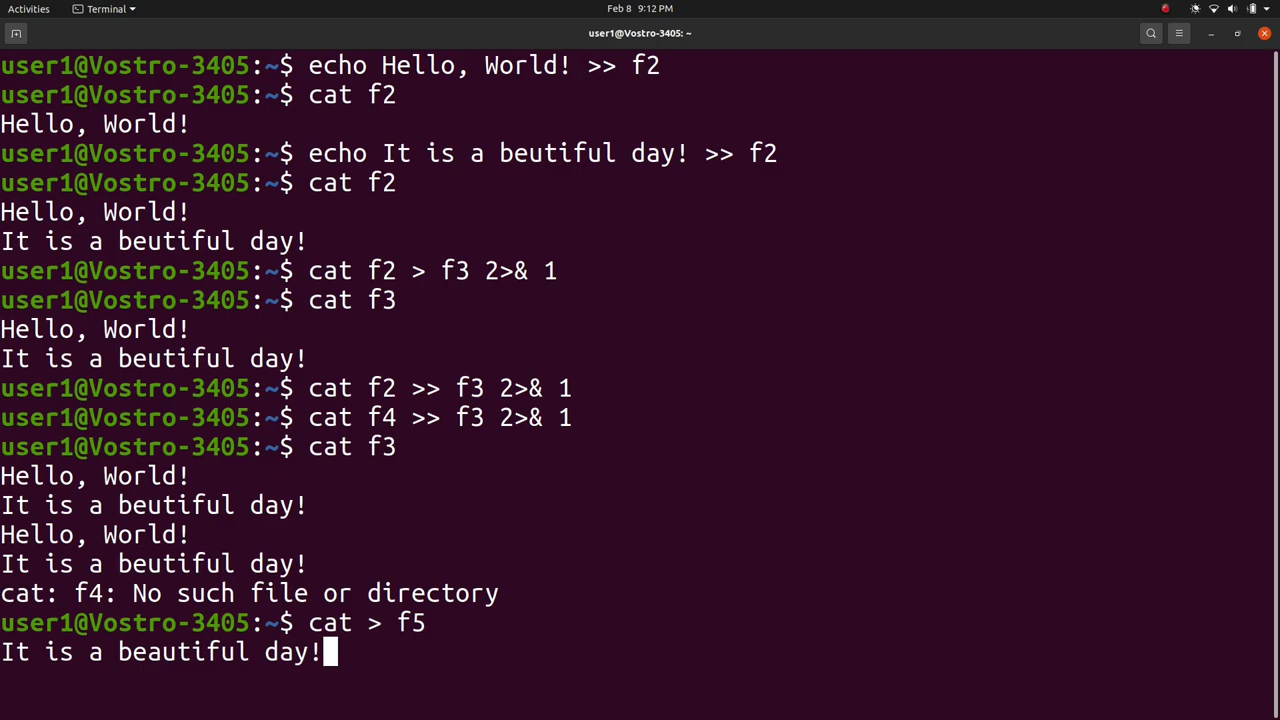 Activities Terminal Feb 8 9:12 PM
user1@Vostro-3405: ~
user1@Vostro-3405:~$ echo Hello, World! >> f2
user1@Vostro-3405:~$ cat f2
Hello, World!
user1@Vostro-3405:~$ echo It is a beutiful day! >> f2
user1@Vostro-3405:~$ cat f2
Hello, World!
It is a beutiful day!
user1@Vostro-3405:~$ cat f2 > f3 2>& 1
user1@Vostro-3405:~$ cat f3
Hello, World!
It is a beutiful day!
user1@Vostro-3405:~$ cat f2 >> f3 2>& 1
user1@Vostro-3405:~$ cat f4 >> f3 2>& 1
user1@Vostro-3405:~$ cat f3
Hello, World!
It is a beutiful day!
Hello, World!
It is a beutiful day!
cat: f4: No such file or directory
user1@Vostro-3405:~$ cat > f5
It is a beautiful day!